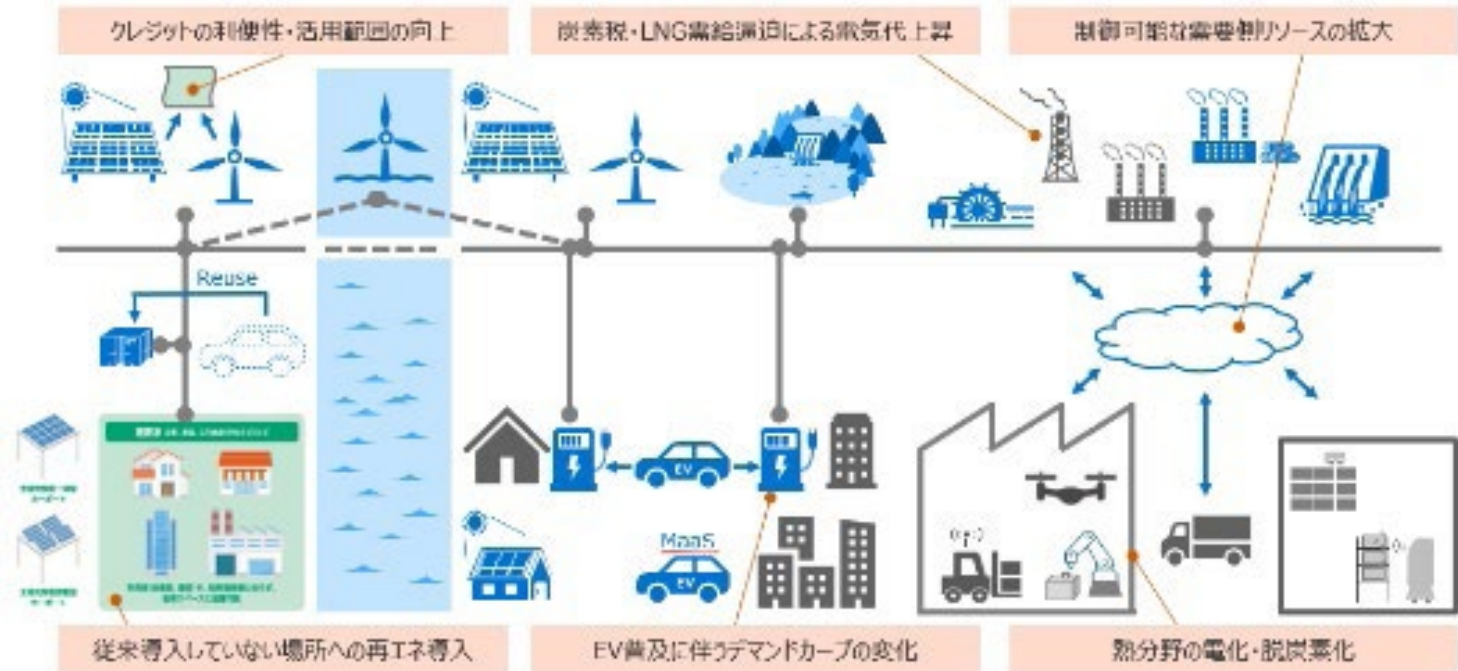 クレジットの利便性・活用範囲の向上
炭素税・LNG需給逼迫による電気代上昇
制御可能な需要側リソースの拡大
Reuse
EV
MaaS
EV
従来導入していない場所への再エネ導入
EV普及に伴うデマンドカーブの変化
熱分野の電化・脱炭素化